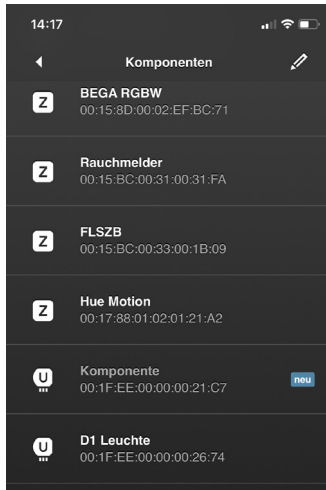 14:17
Komponenten
Z
BEGA RGBW
00:15:8D:00:02:EF:BC:71
Z
Rauchmelder
00:15:BC:00:31:00:31:FA
Z
FLSZB
00:15:BC:00:33:00:1B:09
Z
Hue Motion
00:17:88:01:02:01:21:A2
U
Komponente
00:1F:EE:00:00:00:21:C7
neu
U
D1 Leuchte
00:1F:EE:00:00:00:26:74